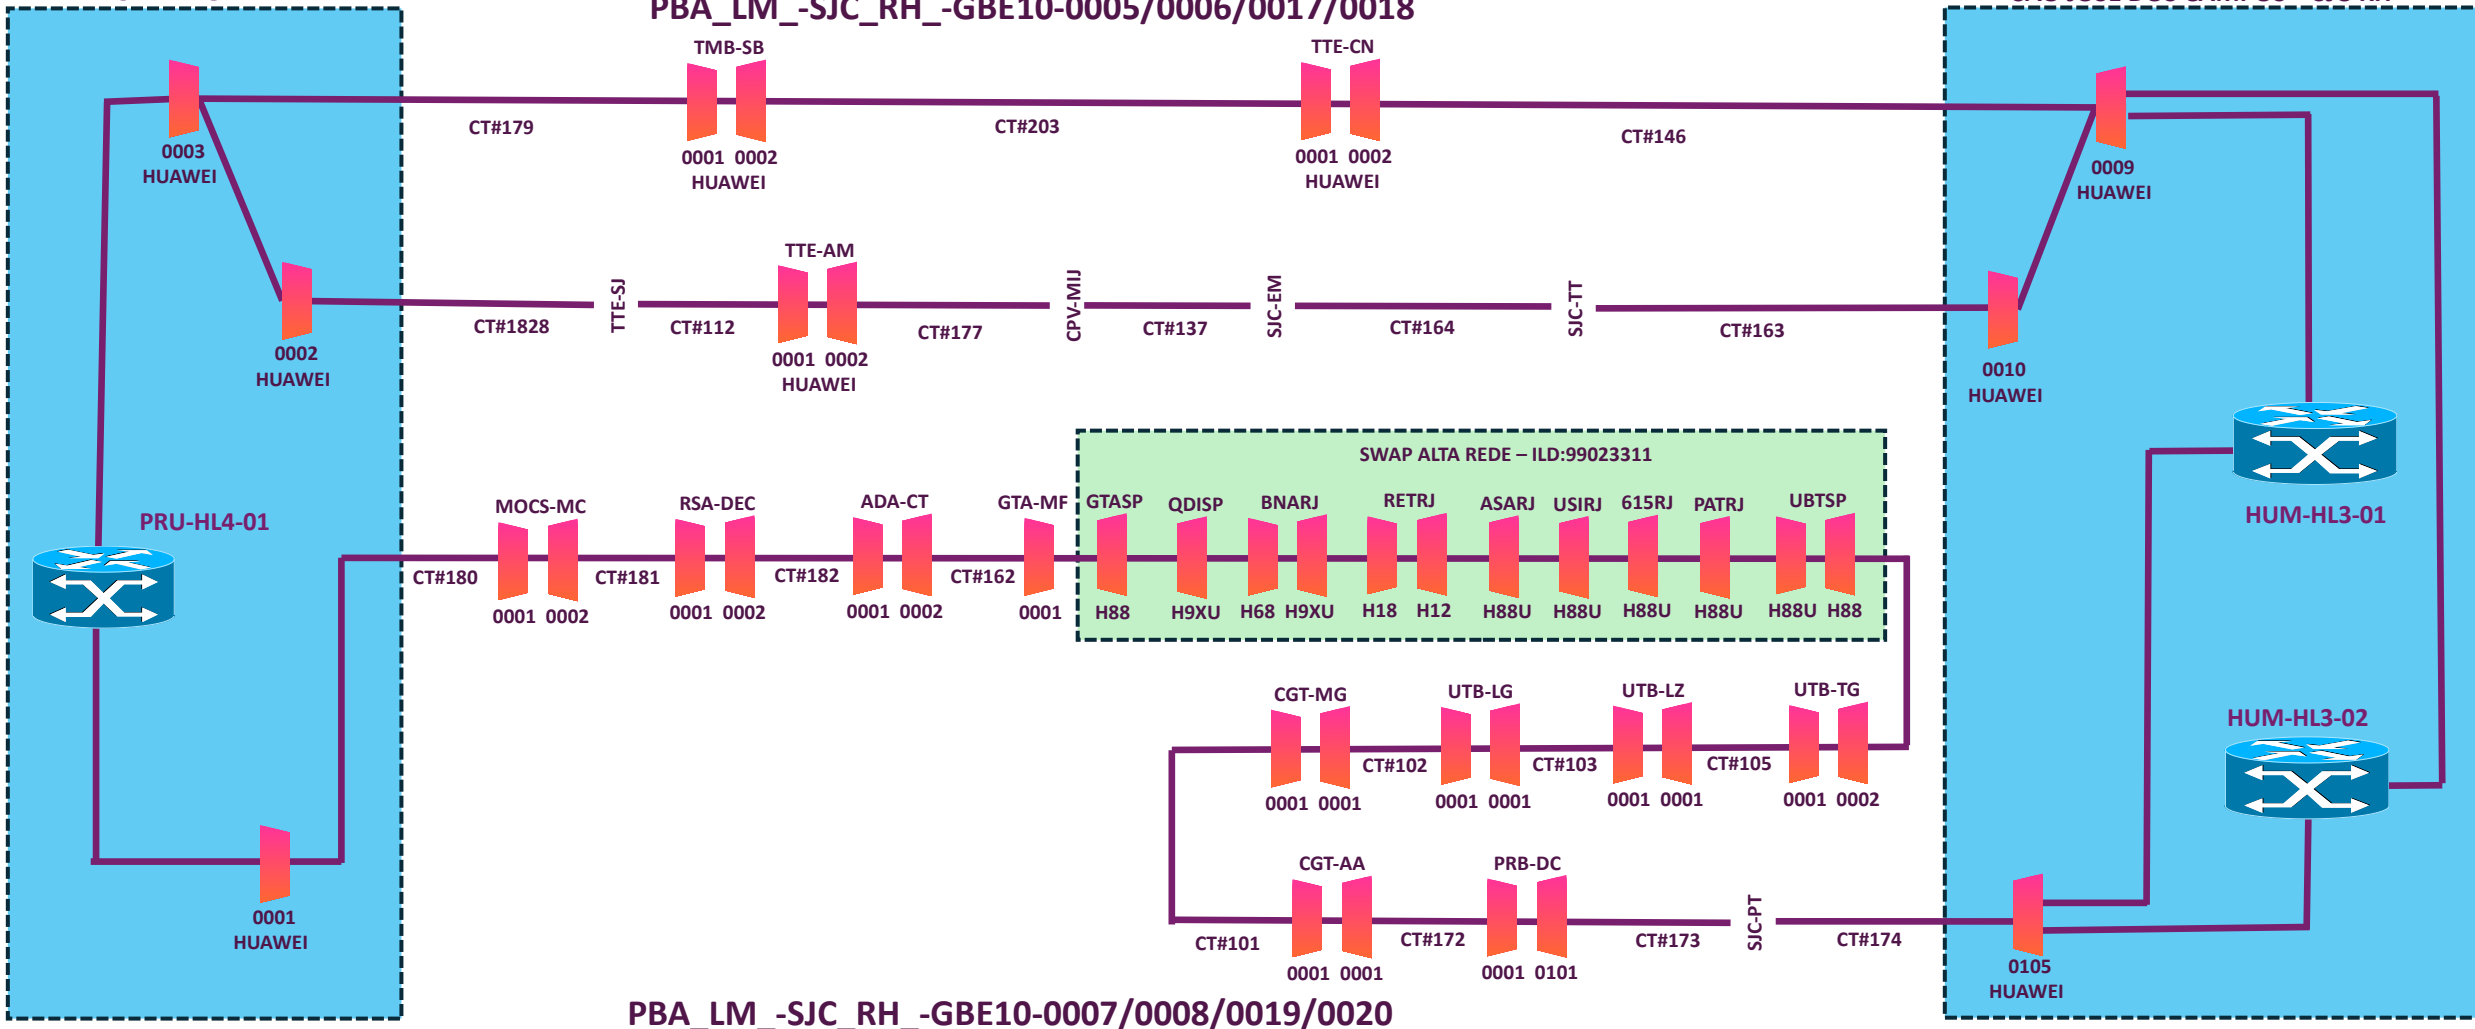 PBA_LM_-SJC_RH_-GBE10-0005/0006/0017/0018
TMB-SB
TTE-CN
CT#179
CT#203
CT#146
0003
HUAWEI
0001 0002
HUAWEI
0001 0002
HUAWEI
0009
HUAWEI
TTE-AM
TTE-SJ
CPV-MIJ
SJC-EM
SJC-TT
CT#1828
CT#112
CT#177
CT#137
CT#164
CT#163
0002
HUAWEI
0001 0002
HUAWEI
0010
HUAWEI
SWAP ALTA REDE – ILD:99023311
PRU-HL4-01
MOCS-MC
RSA-DEC
ADA-CT
GTA-MF
GTASP
QDISP
BNARJ
RETRJ
ASARJ
USIRJ
615RJ
PATRJ
UBTSP
HUM-HL3-01
CT#180
CT#181
CT#182
CT#162
0001 0002
0001 0002
0001 0002
0001
H88
H9XU
H68 H9XU
H18 H12
H88U
H88U
H88U
H88U
H88U H88
CGT-MG
UTB-LG
UTB-LZ
UTB-TG
HUM-HL3-02
CT#102
CT#103
CT#105
0001 0001
0001 0001
0001 0001
0001 0002
CGT-AA
PRB-DC
SJC-PT
0001
HUAWEI
CT#101
CT#172
CT#173
CT#174
0001 0001
0001 0101
0105
HUAWEI
PBA_LM_-SJC_RH_-GBE10-0007/0008/0019/0020